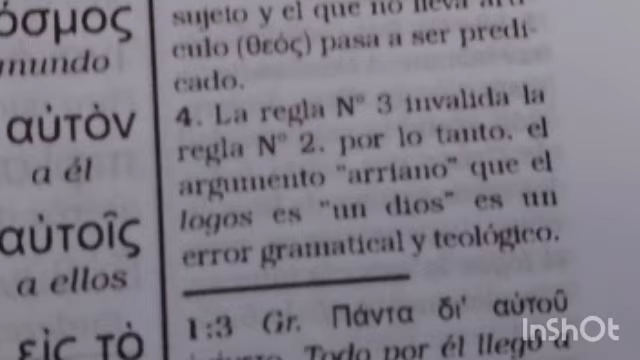 όσμος
mundo
αὐτὸν
a él
αὐτοῖς
a ellos
εἰς τὸ
sujeto y el que no lleva artí-
culo (θεός) pasa a ser predi-
cado.
4. La regla N° 3 invalida la
regla N° 2, por lo tanto, el
argumento "arriano" que el
logos es "un dios" es un
error gramatical y teológico.
1:3 Gr. Πάντα δι' αὐτοῦ
Todo por él llegó a
InShOt